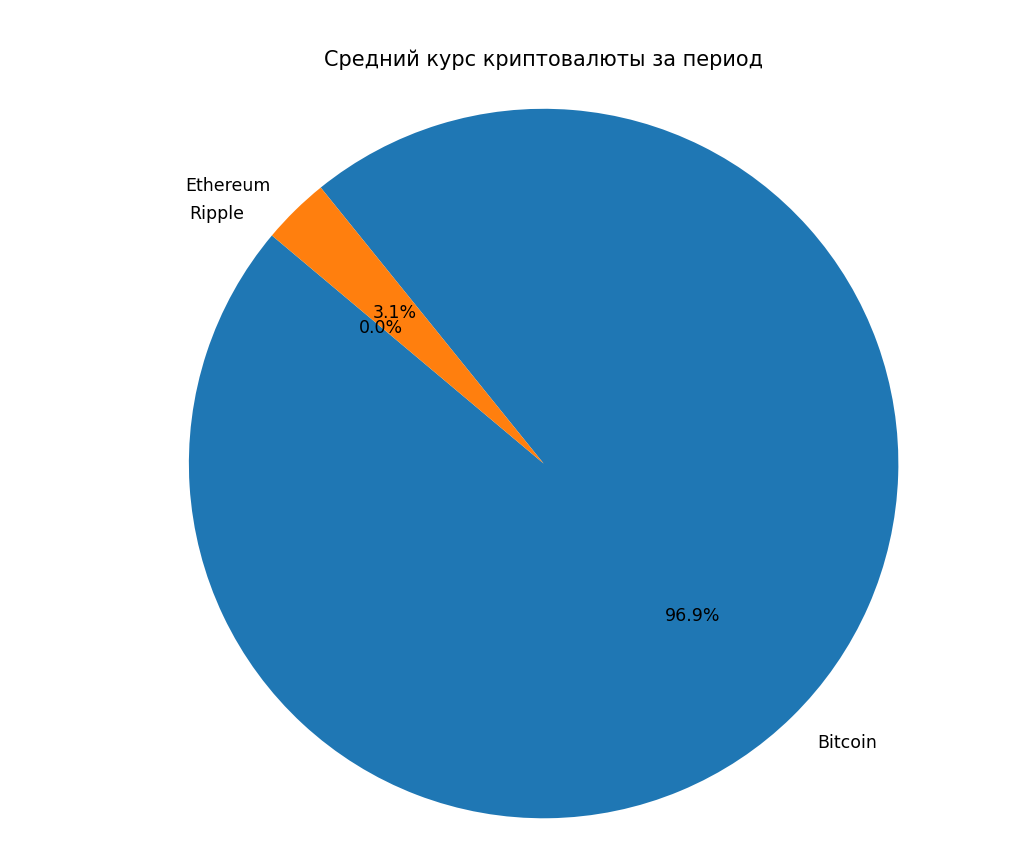 Средний курс криптовалюты за период
Ethereum
Ripple
3.1%
0.0%
96.9%
Bitcoin